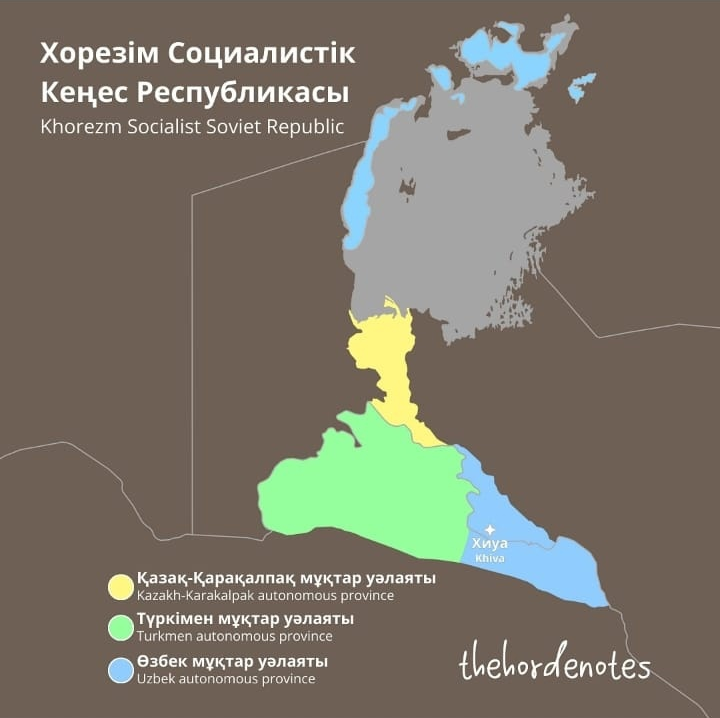 Хорезім Социалистік
Кеңес Республикасы
Khorezm Socialist Soviet Republic
Хиуа
Khiva
Қазақ-Қарақалпақ мұқтар уәлаяты
Kazakh-Karakalpak autonomous province
Түркімен мұқтар уәлаяты
Turkmen autonomous province
Өзбек мұқтар уәлаяты
Uzbek autonomous province
thehordenotes